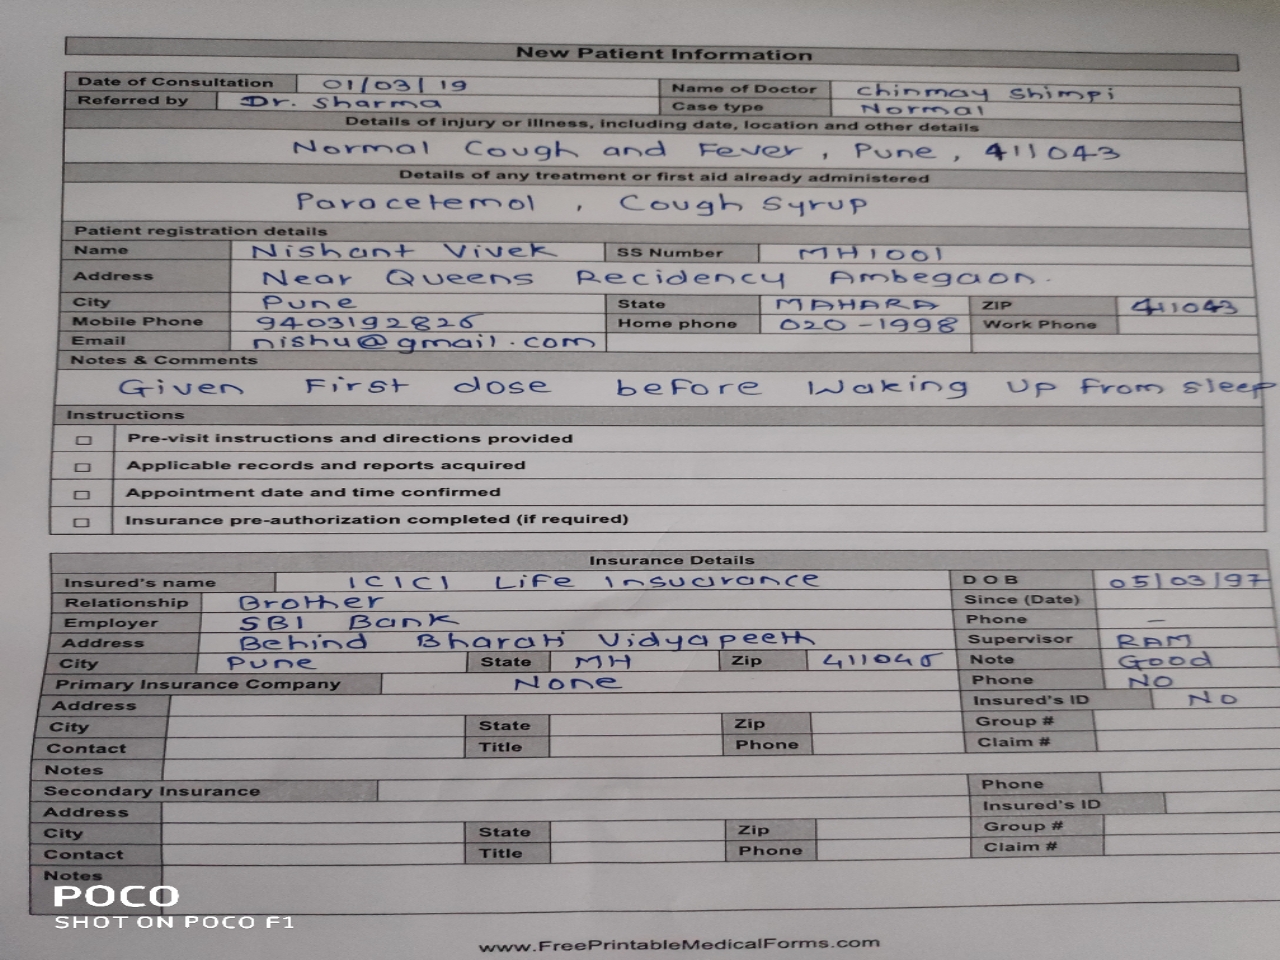 New Patient Information
Date of Consultation 01/03/19 Name of Doctor Chinmay Shimpi
Referred by Dr. Sharma Case type Normal
Details of injury or illness, including date, location and other details
Normal Cough and Fever, Pune, 411043
Details of any treatment or first aid already administered
Paracetemol, Cough Syrup
Patient registration details
Name Nishant Vivek SS Number MH1001
Address Near Queens Recidency Ambegaon.
City Pune State MAHARA ZIP 411043
Mobile Phone 9403192826 Home phone 020-1998 Work Phone
Email nishu@gmail.com
Notes & Comments
Given First dose before Waking up from sleep
Instructions
Pre-visit instructions and directions provided
Applicable records and reports acquired
Appointment date and time confirmed
Insurance pre-authorization completed (if required)
Insurance Details
Insured's name ICICI Life Insucirance DOB 05/03/97
Relationship Brother Since (Date)
Employer SBI Bank Phone —
Address Behind Bharati Vidyapeeth Supervisor RAM
City Pune State MH Zip 411046 Note Good
Primary Insurance Company None Phone NO
Address Insured's ID NO
City State Zip Group #
Contact Title Phone Claim #
Notes
Secondary Insurance Phone
Address Insured's ID
City State Zip Group #
Contact Title Phone Claim #
Notes
POCO
SHOT ON POCO F1
www.FreePrintableMedicalForms.com